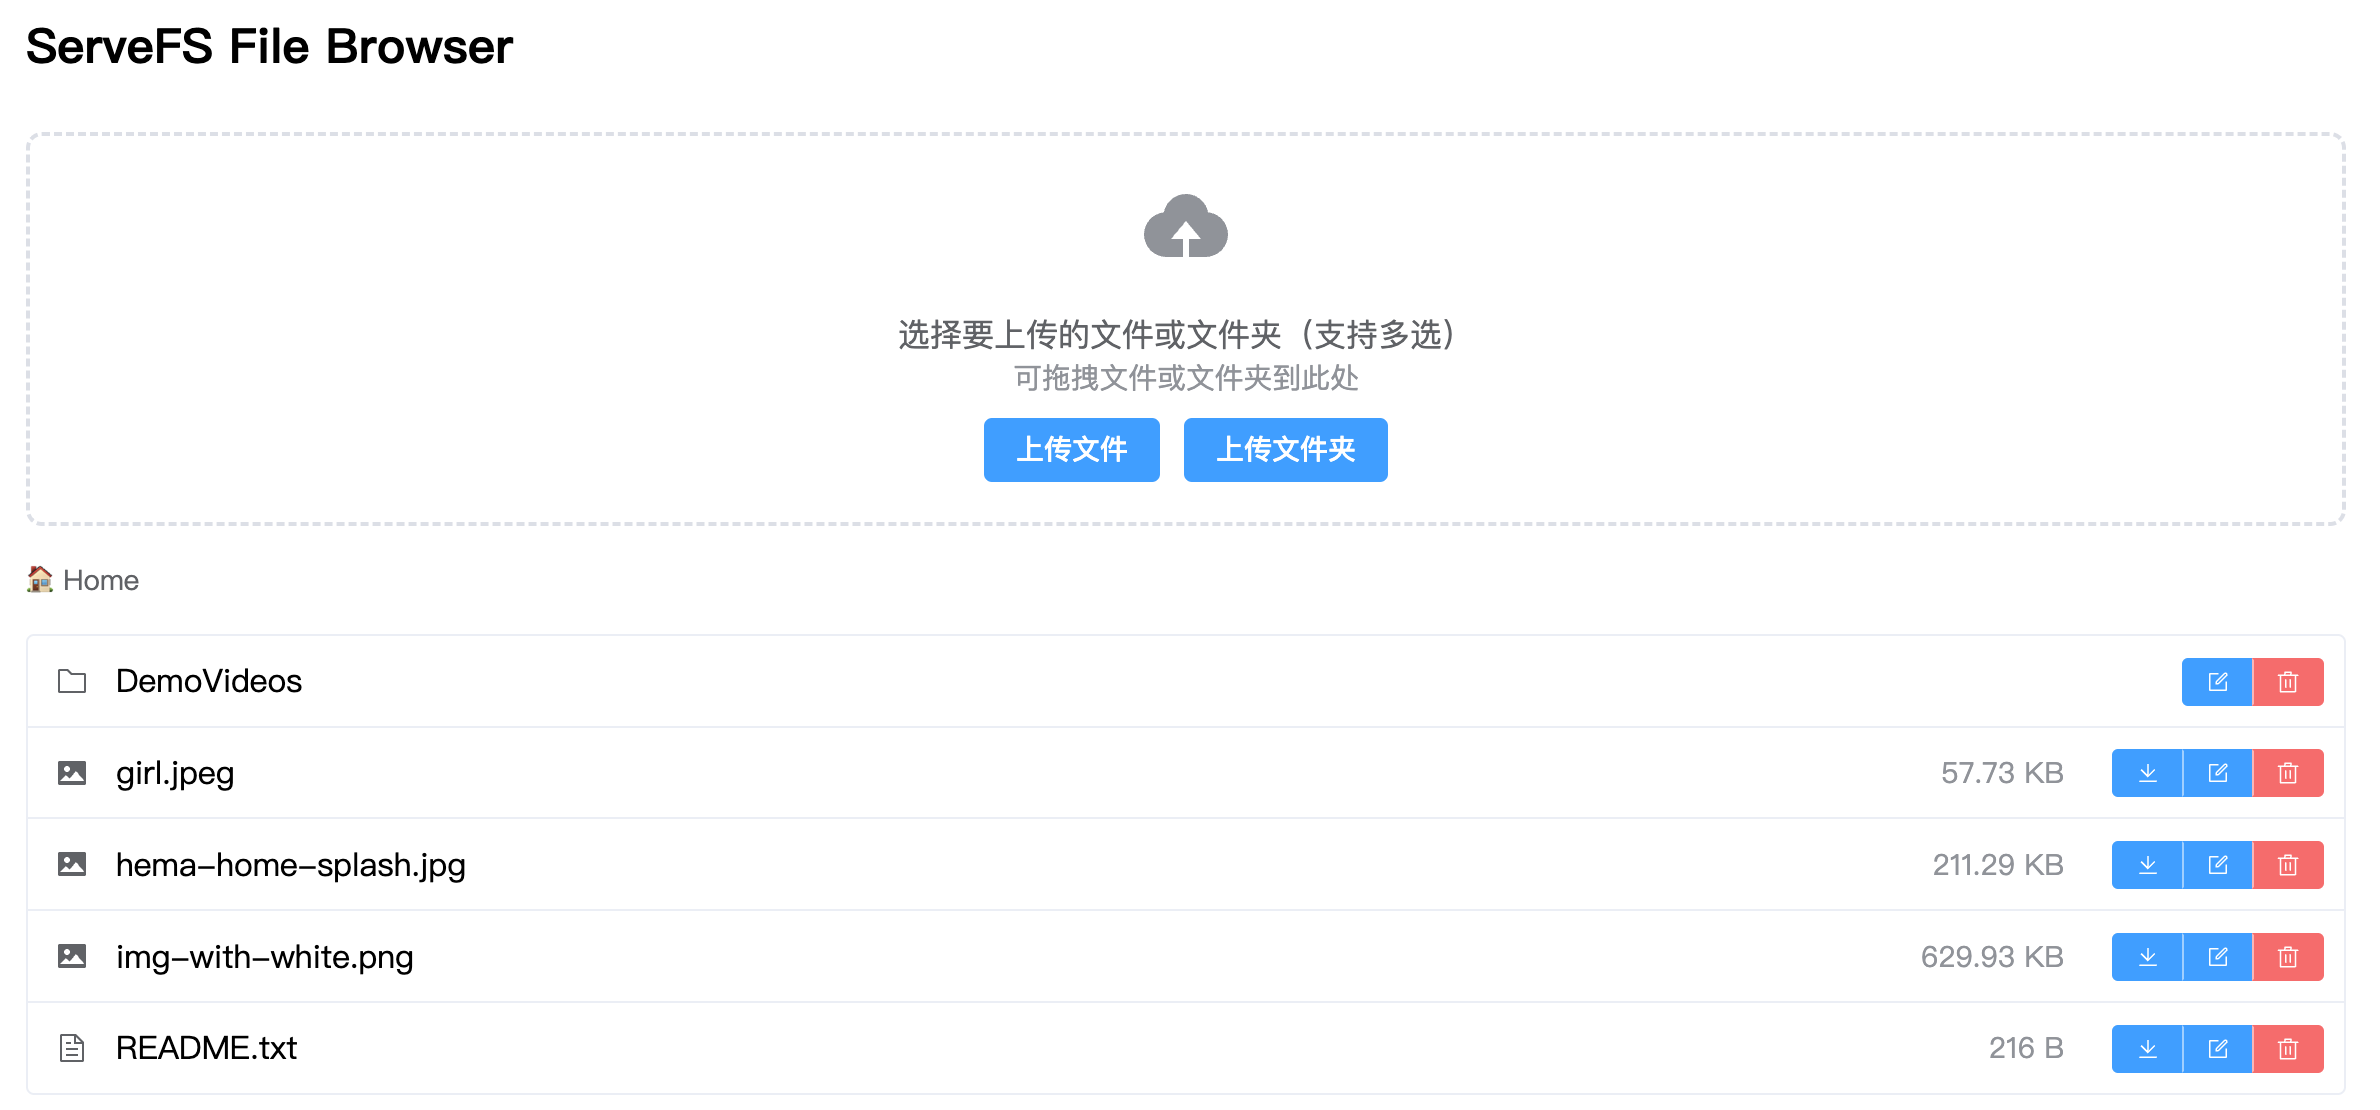 ServeFS File Browser
选择要上传的文件或文件夹（支持多选）
可拖拽文件或文件夹到此处
上传文件 上传文件夹
Home
DemoVideos
girl.jpeg 57.73 KB
hema-home-splash.jpg 211.29 KB
img-with-white.png 629.93 KB
README.txt 216 B